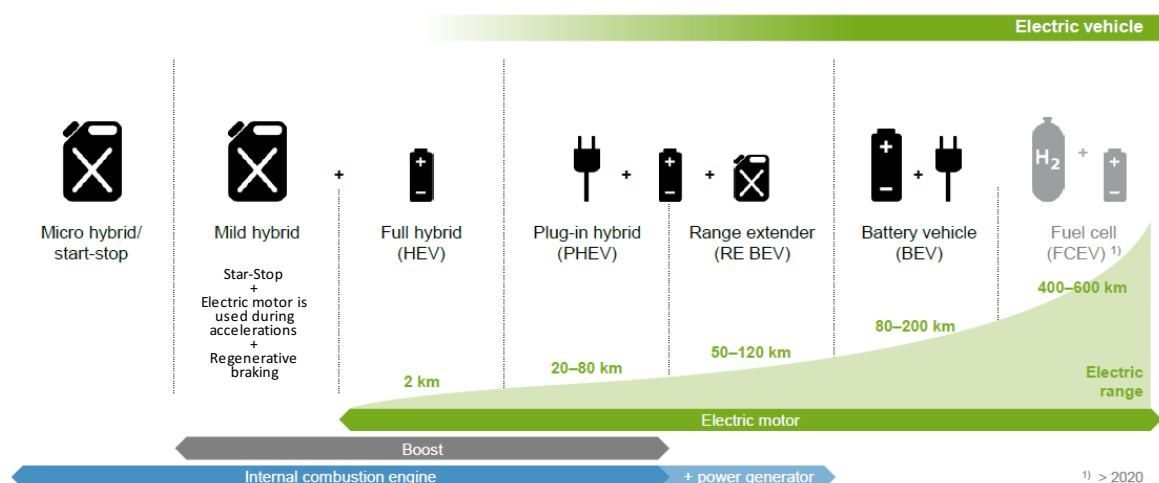 Electric vehicle
H2
Micro hybrid/
start-stop
Mild hybrid
Star-Stop
+
Electric motor is
used during
accelerations
+
Regenerative
braking
+
Full hybrid
(HEV)
2 km
+
Plug-in hybrid
(PHEV)
20–80 km
+
Range extender
(RE BEV)
50–120 km
+
Battery vehicle
(BEV)
80–200 km
+
Fuel cell
(FCEV) 1)
400–600 km
Electric
range
Electric motor
Boost
Internal combustion engine
+ power generator
1) > 2020